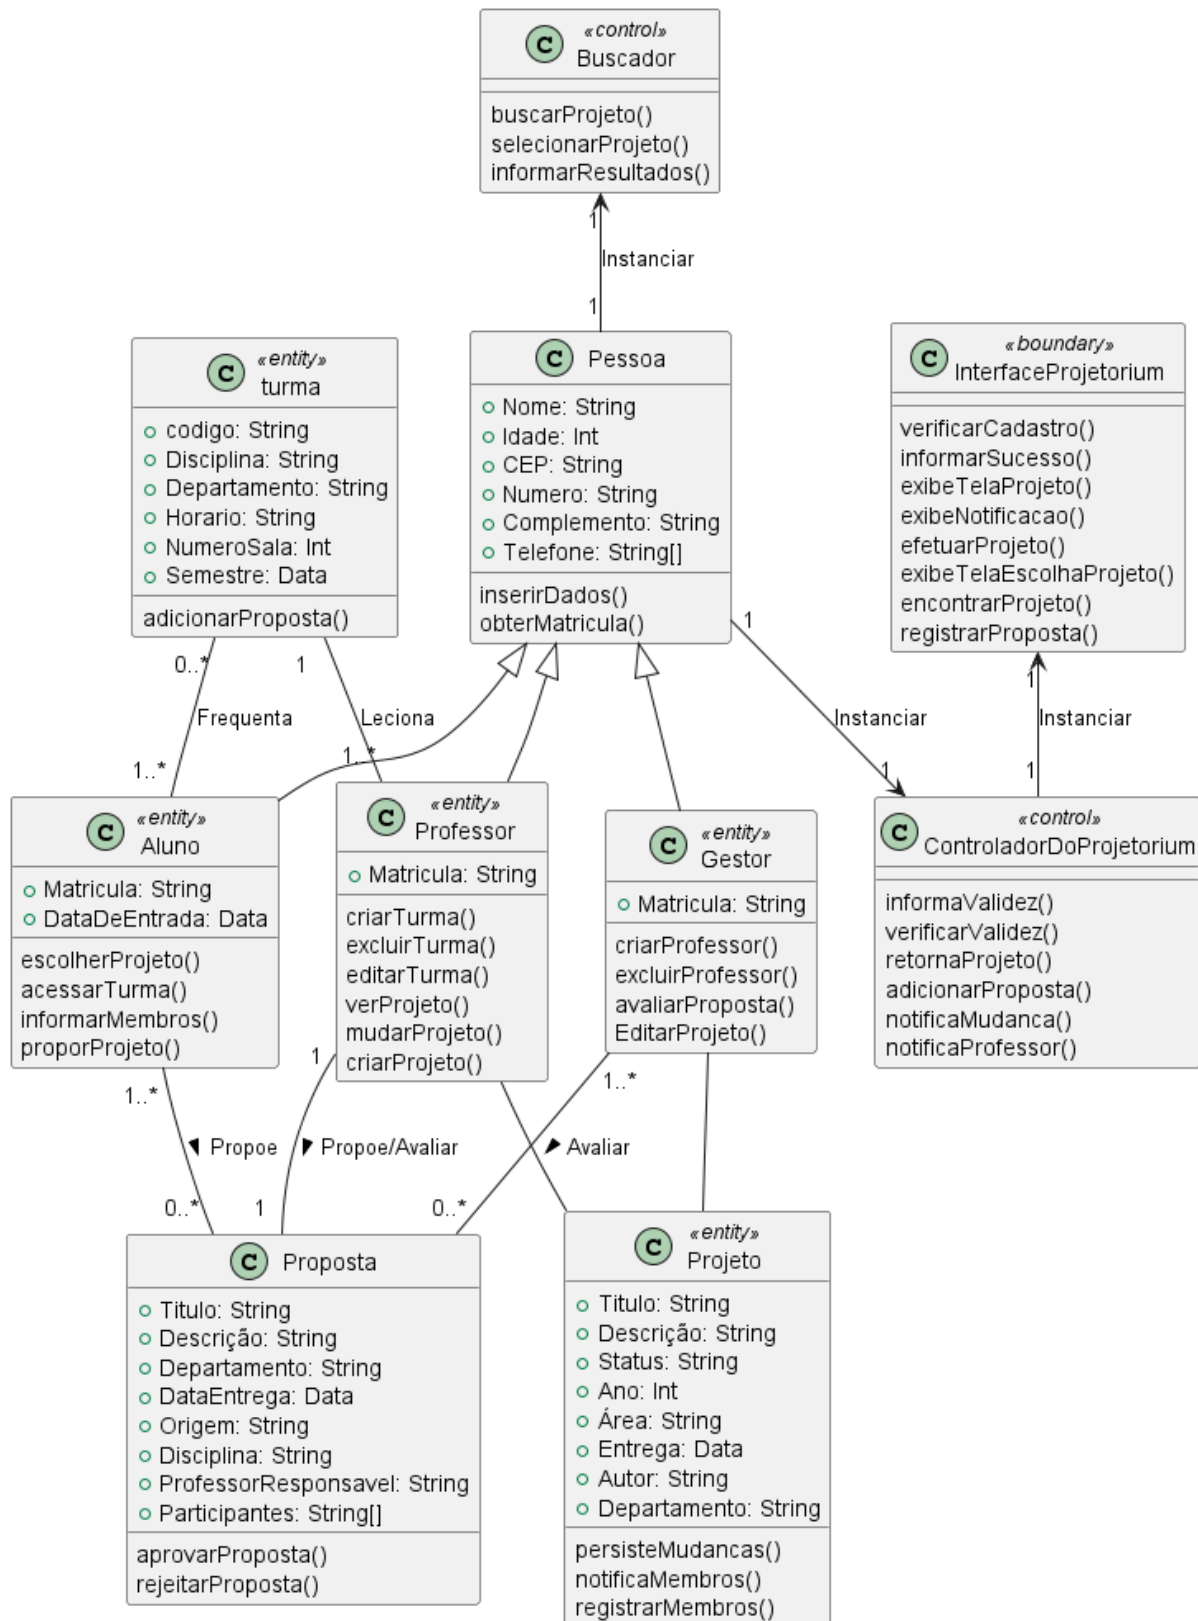 «control»
Buscador
buscarProjeto()
selecionarProjeto()
informarResultados()
1
Instanciar
1
«entity»
turma
codigo: String
Disciplina: String
Departamento: String
Horario: String
NumeroSala: Int
Semestre: Data
adicionarProposta()
Pessoa
Nome: String
Idade: Int
CEP: String
Numero: String
Complemento: String
Telefone: String[]
inserirDados()
obterMatricula()
«boundary»
InterfaceProjetorium
verificarCadastro()
informarSucesso()
exibeTelaProjeto()
exibeNotificacao()
efetuarProjeto()
exibeTelaEscolhaProjeto()
encontrarProjeto()
registrarProposta()
0..*
1
1
1
Frequenta
Leciona
Instanciar
Instanciar
1..*
1..*
1
1
«entity»
Aluno
Matricula: String
DataDeEntrada: Data
escolherProjeto()
acessarTurma()
informarMembros()
proporProjeto()
«entity»
Professor
Matricula: String
criarTurma()
excluirTurma()
editarTurma()
verProjeto()
mudarProjeto()
criarProjeto()
«entity»
Gestor
Matricula: String
criarProfessor()
excluirProfessor()
avaliarProposta()
EditarProjeto()
«control»
ControladorDoProjetorium
informaValidez()
verificarValidez()
retornaProjeto()
adicionarProposta()
notificaMudanca()
notificaProfessor()
1..*
1
1..*
Propoe
Propoe/Avaliar
Avaliar
0..*
1
0..*
Proposta
Titulo: String
Descrição: String
Departamento: String
DataEntrega: Data
Origem: String
Disciplina: String
ProfessorResponsavel: String
Participantes: String[]
aprovarProposta()
rejeitarProposta()
«entity»
Projeto
Titulo: String
Descrição: String
Status: String
Ano: Int
Área: String
Entrega: Data
Autor: String
Departamento: String
persisteMudancas()
notificaMembros()
registrarMembros()